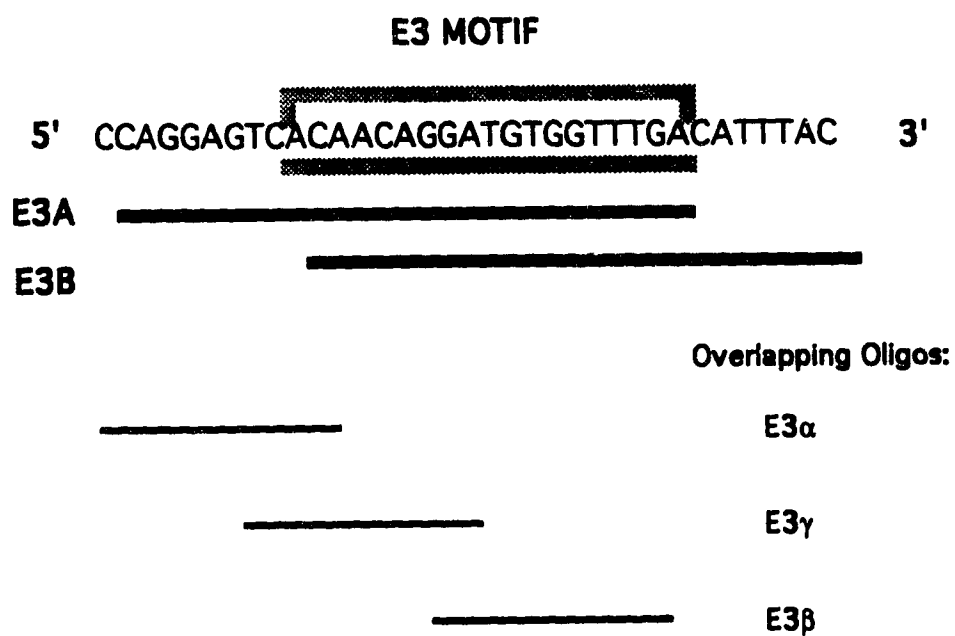 E3 MOTIF
5' CCAGGAGTCACAACAGGATGTGGTTTGACATTTAC 3'
E3A
E3B
Overlapping Oligos:
E3α
E3γ
E3β